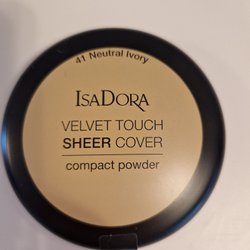 41 Neutral Ivory
ISADORA
VELVET TOUCH
SHEER COVER
compact powder